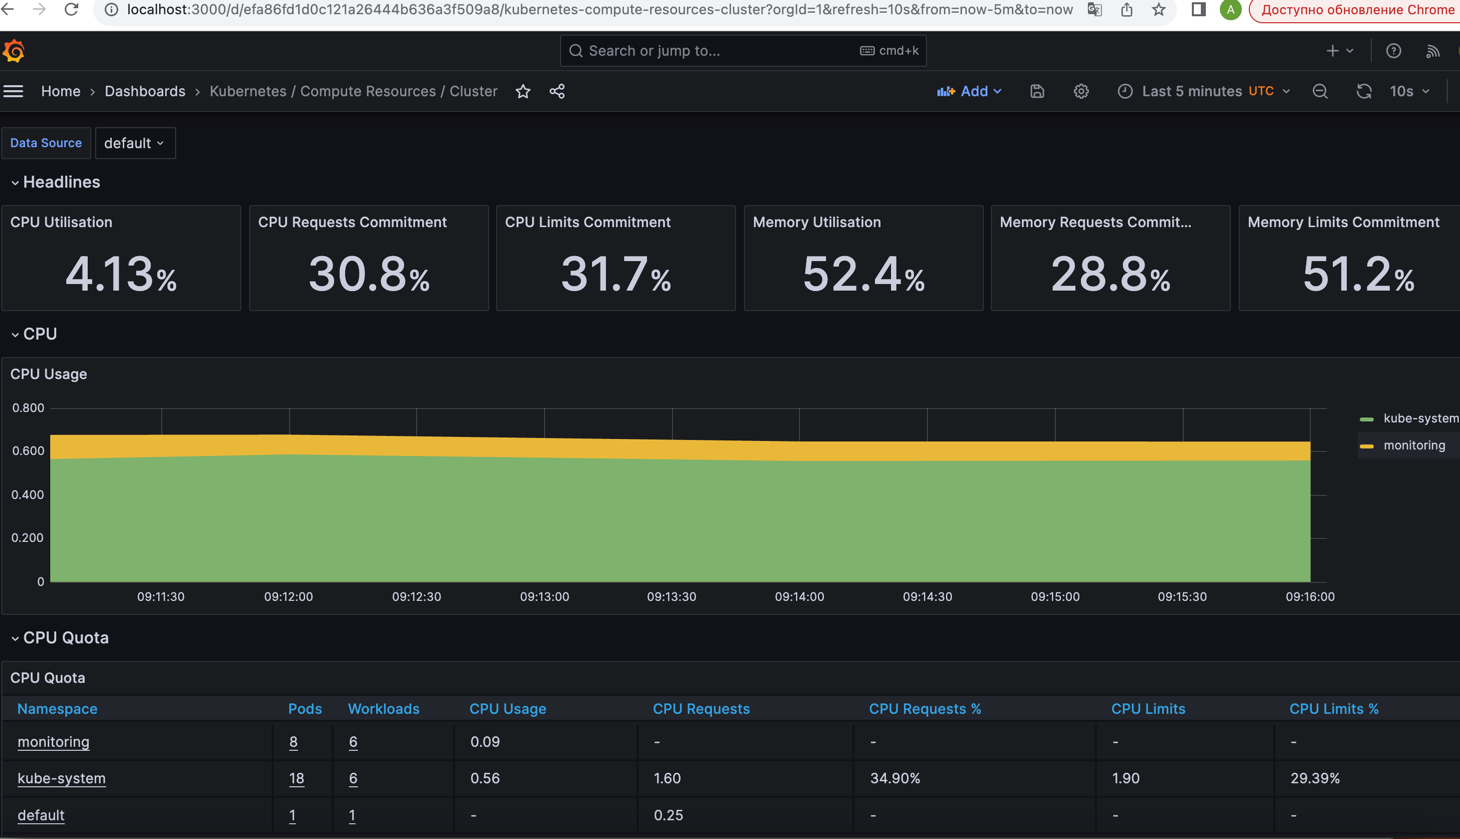 localhost:3000/d/efa86fd1d0c121a26444b636a3f509a8/kubernetes-compute-resources-cluster?orgId=1&refresh=10s&from=now-5m&to=now A Доступно обновление Chrome
Search or jump to... cmd+k
Home > Dashboards > Kubernetes / Compute Resources / Cluster Add Last 5 minutes UTC 10s
Data Source default
Headlines
CPU Utilisation CPU Requests Commitment CPU Limits Commitment Memory Utilisation Memory Requests Commit... Memory Limits Commitment
4.13% 30.8% 31.7% 52.4% 28.8% 51.2%
CPU
CPU Usage
0.800
kube-system
monitoring
0.600
0.400
0.200
0
09:11:30 09:12:00 09:12:30 09:13:00 09:13:30 09:14:00 09:14:30 09:15:00 09:15:30 09:16:00
CPU Quota
CPU Quota
Namespace Pods Workloads CPU Usage CPU Requests CPU Requests % CPU Limits CPU Limits %
monitoring 8 6 0.09 - - - -
kube-system 18 6 0.56 1.60 34.90% 1.90 29.39%
default 1 1 - 0.25 - - -